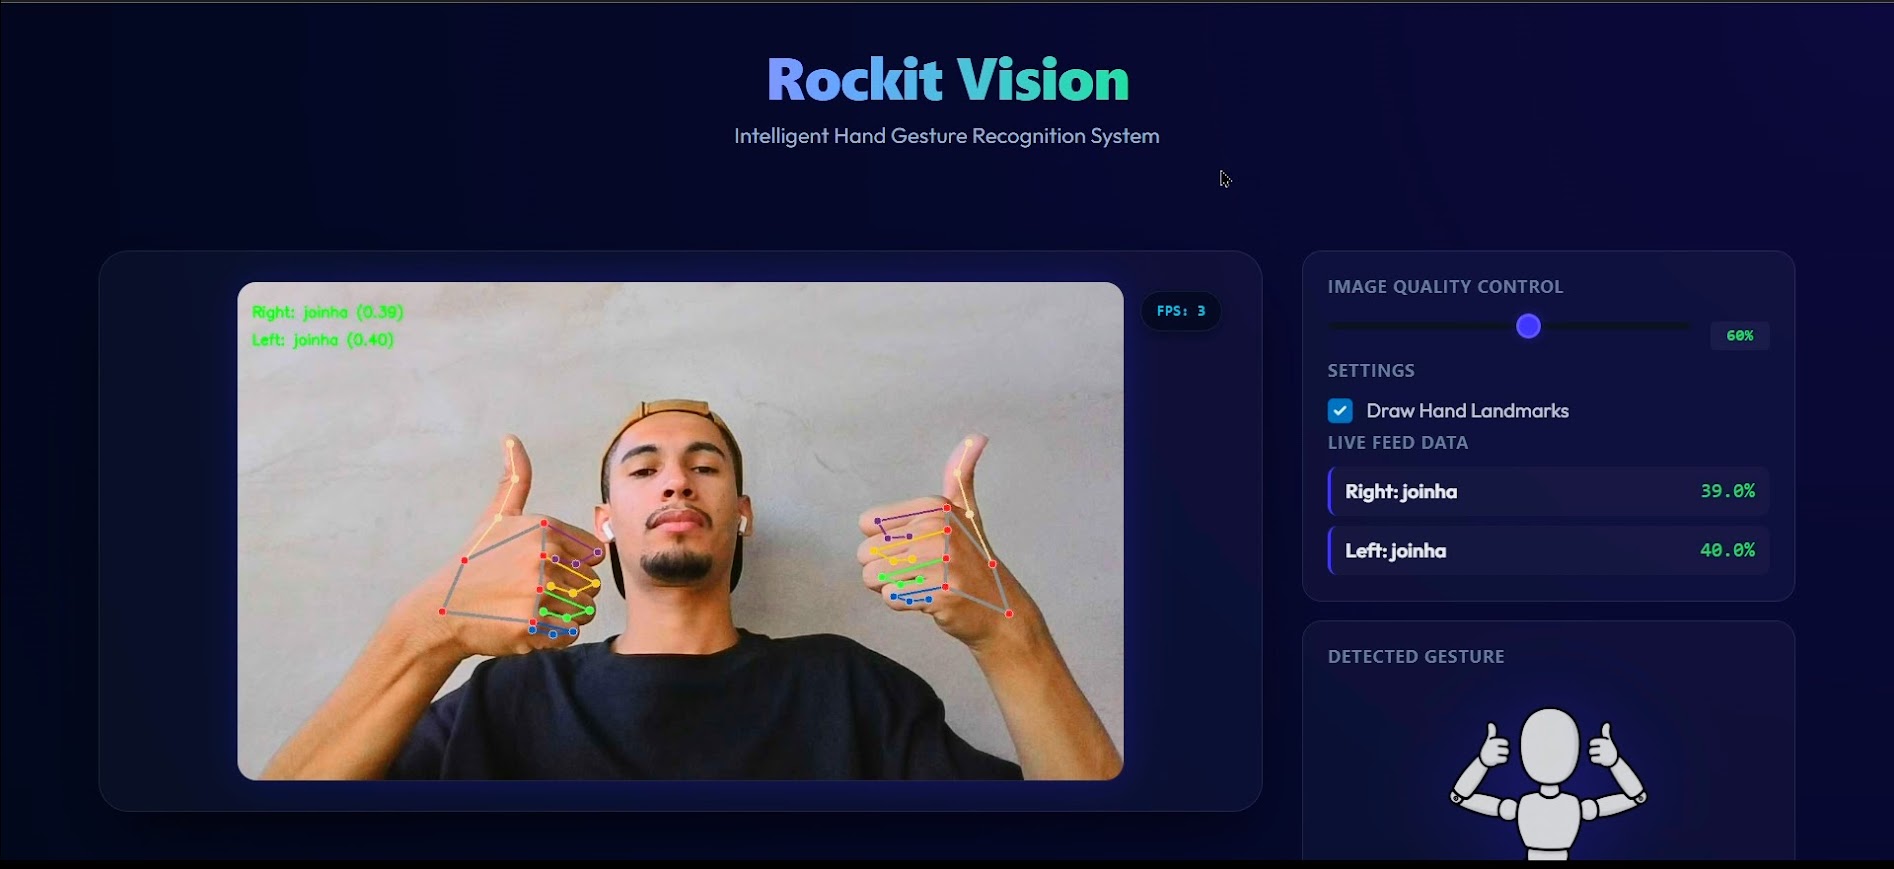 Rockit Vision
Intelligent Hand Gesture Recognition System
Right: joinha (0.39)
Left: joinha (0.40)
FPS: 3
IMAGE QUALITY CONTROL
60%
SETTINGS
Draw Hand Landmarks
LIVE FEED DATA
Right: joinha 39.0%
Left: joinha 40.0%
DETECTED GESTURE